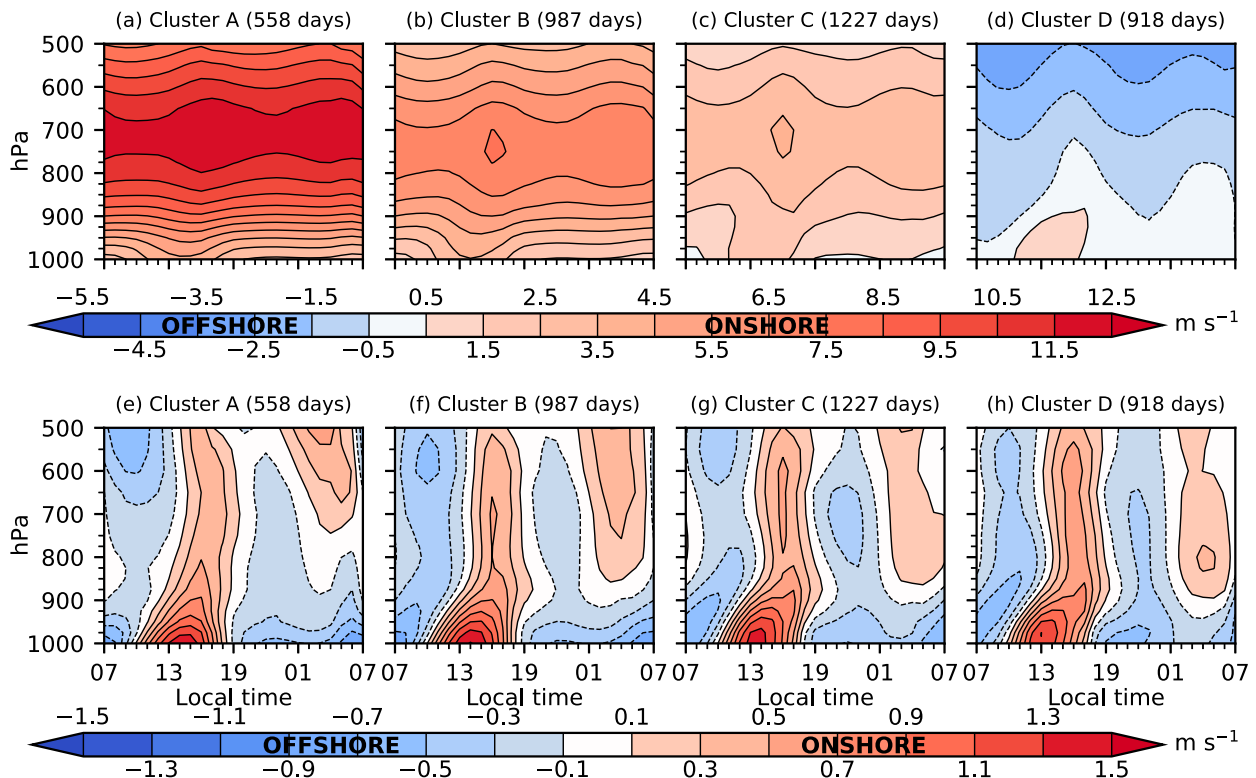 (a) Cluster A (558 days) (b) Cluster B (987 days) (c) Cluster C (1227 days) (d) Cluster D (918 days)
500
600
700
800
900
1000
hPa
−5.5 −3.5 −1.5 0.5 2.5 4.5 6.5 8.5 10.5 12.5
OFFSHORE ONSHORE m s−1
−4.5 −2.5 −0.5 1.5 3.5 5.5 7.5 9.5 11.5
(e) Cluster A (558 days) (f) Cluster B (987 days) (g) Cluster C (1227 days) (h) Cluster D (918 days)
500
600
700
800
900
1000
hPa
07 13 19 01 07 13 19 01 07 13 19 01 07 13 19 01 07
Local time Local time Local time Local time
−1.5 −1.1 −0.7 −0.3 0.1 0.5 0.9 1.3
OFFSHORE ONSHORE m s−1
−1.3 −0.9 −0.5 −0.1 0.3 0.7 1.1 1.5